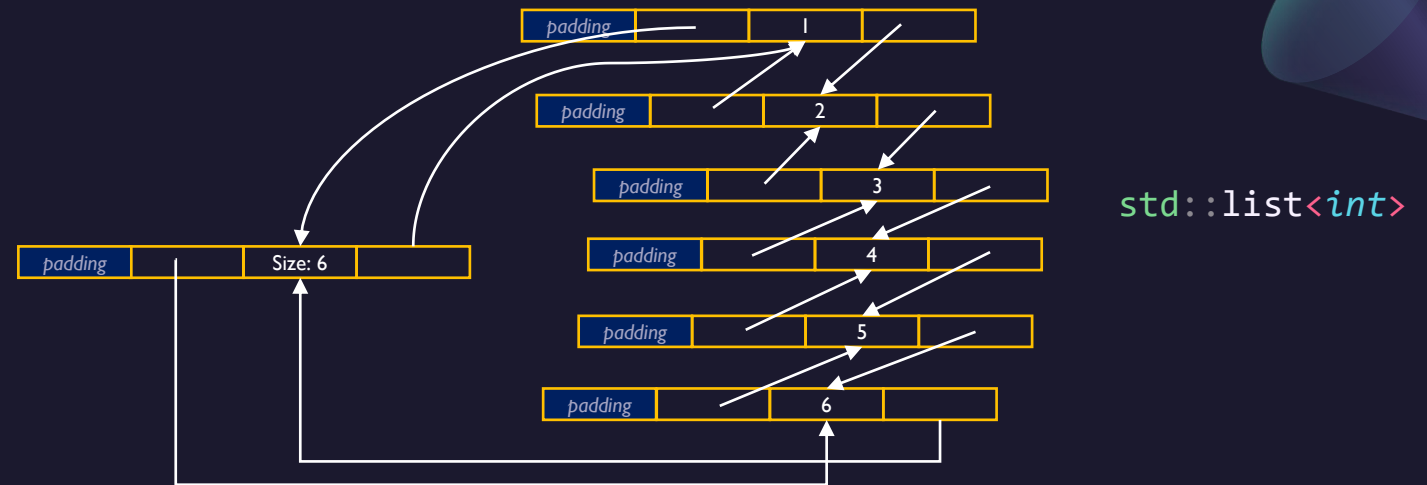 padding 1
padding 2
padding 3
std::list<int>
padding Size: 6
padding 4
padding 5
padding 6